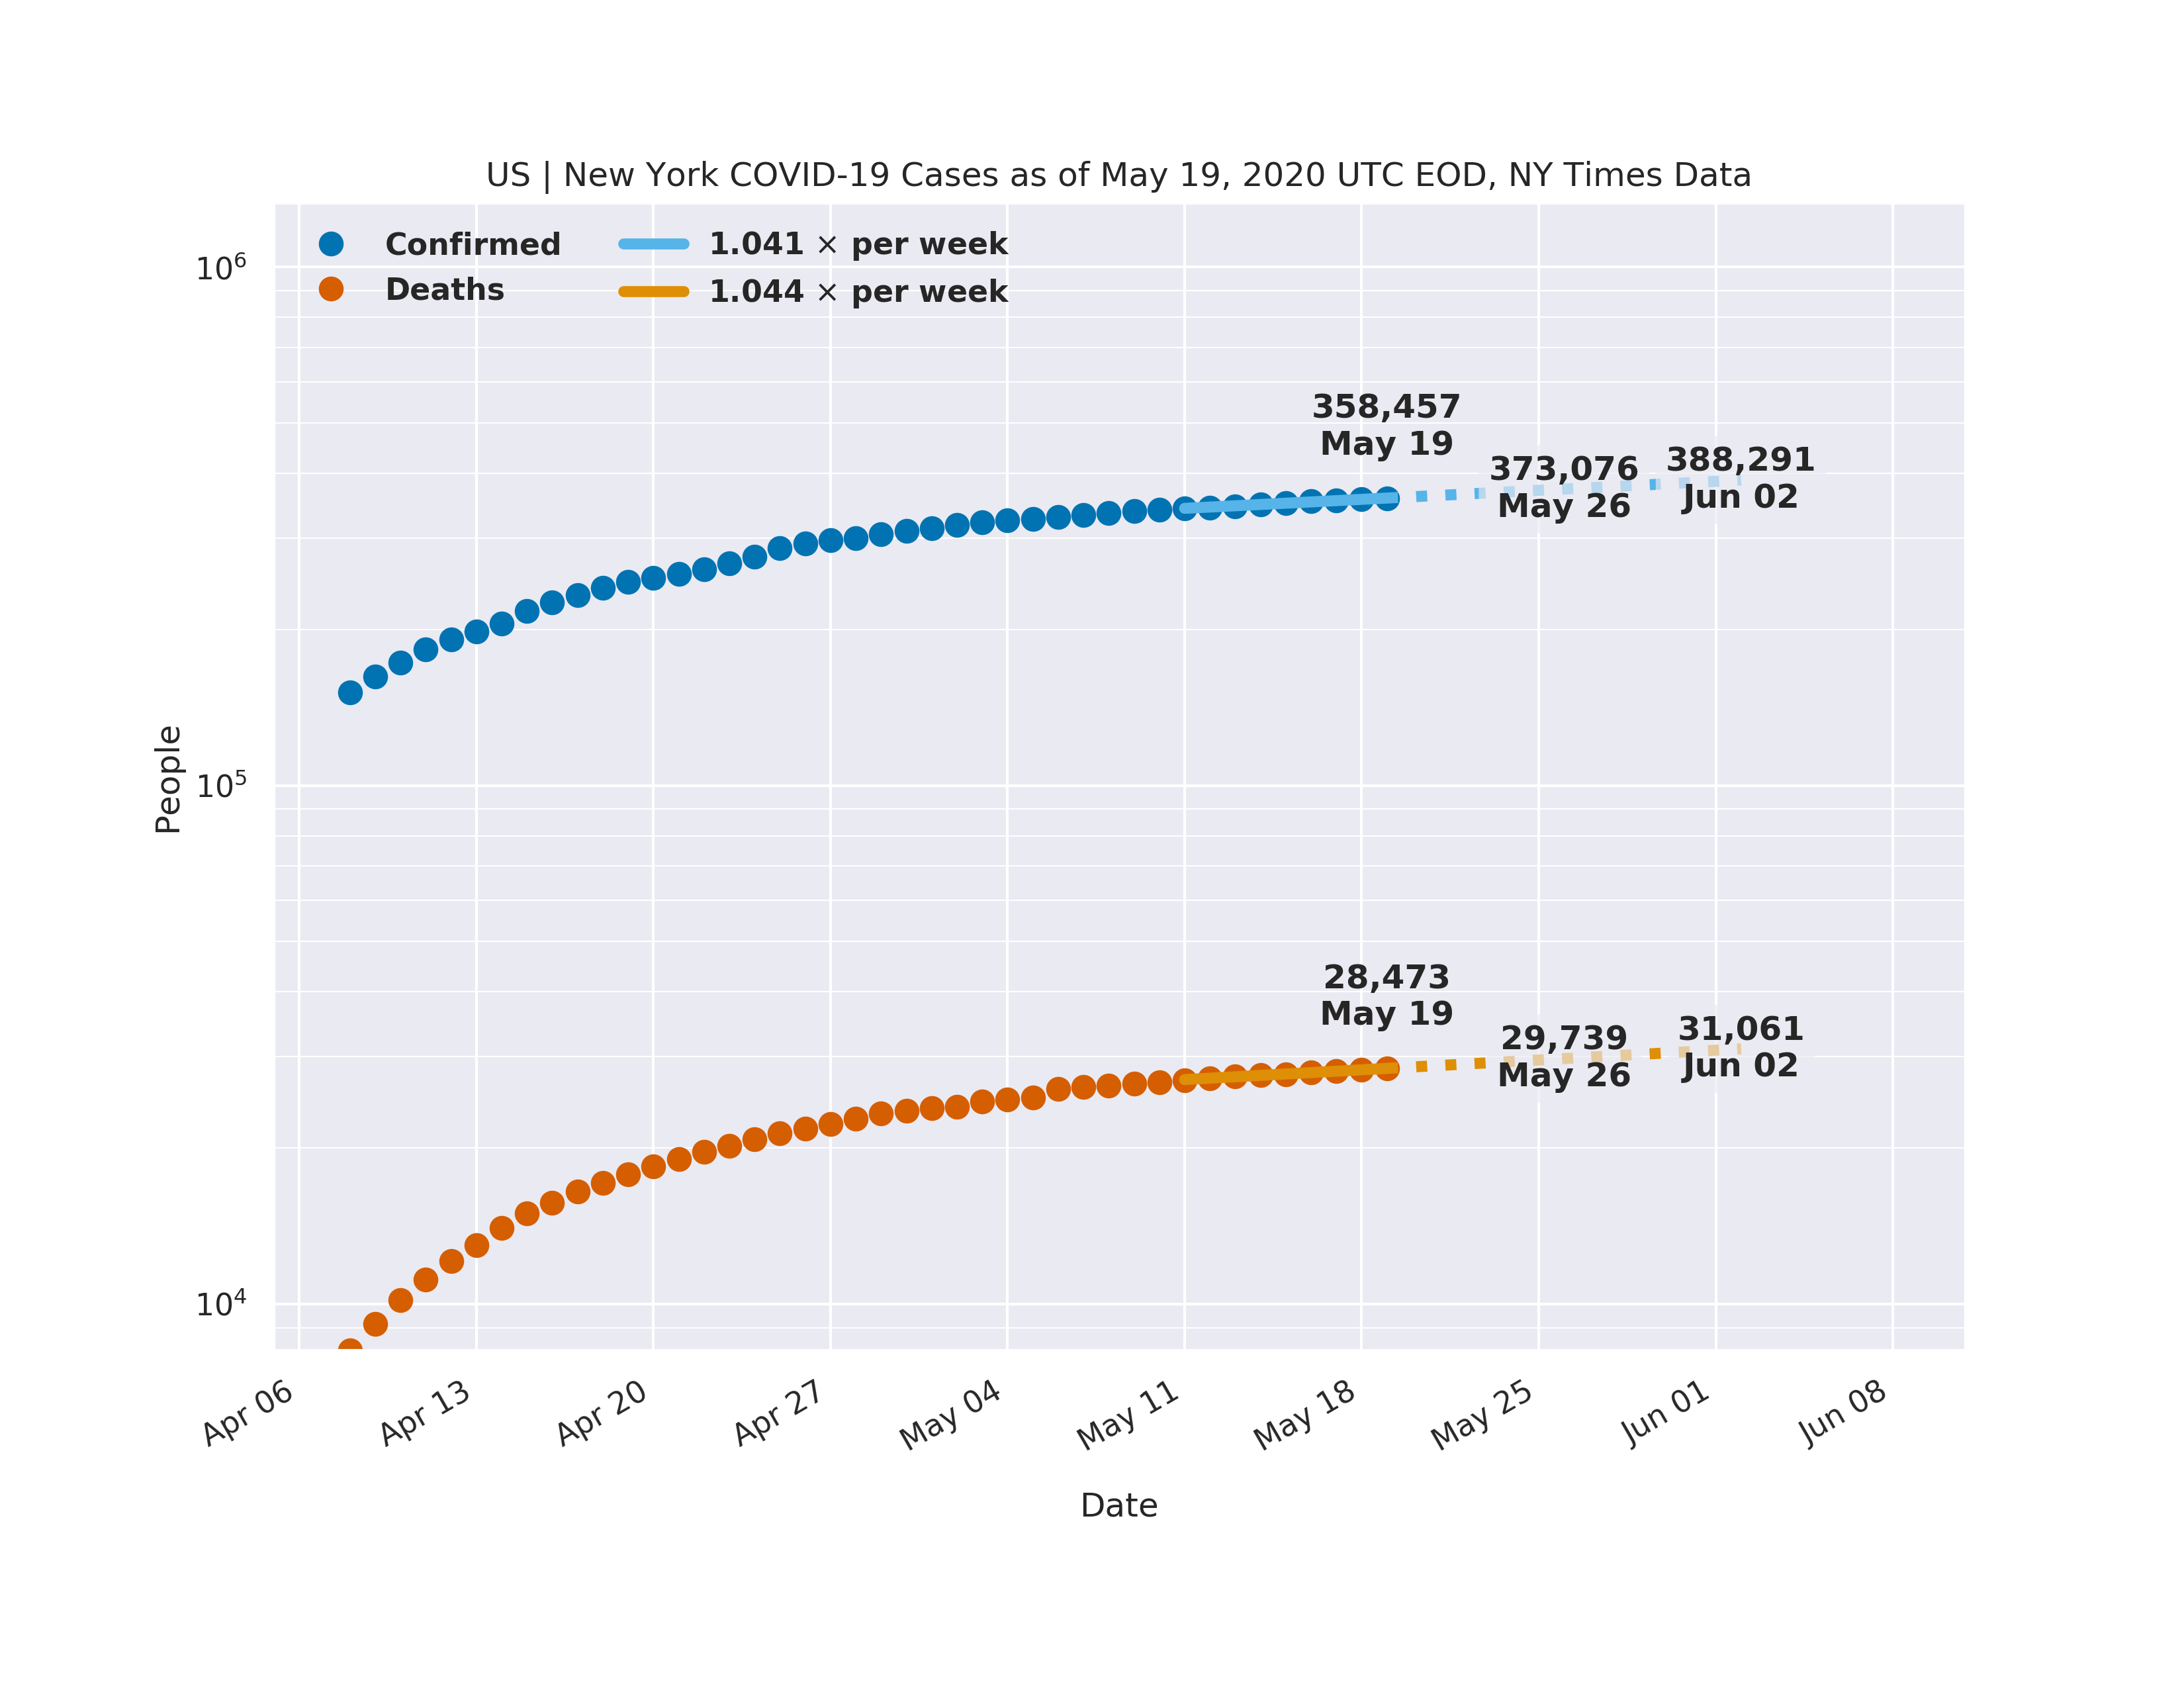 US | New York COVID-19 Cases as of May 19, 2020 UTC EOD, NY Times Data
Confirmed
Deaths
1.041 × per week
1.044 × per week
10⁶
10⁵
10⁴
People
358,457
May 19
373,076
May 26
388,291
Jun 02
28,473
May 19
29,739
May 26
31,061
Jun 02
Apr 06
Apr 13
Apr 20
Apr 27
May 04
May 11
May 18
May 25
Jun 01
Jun 08
Date